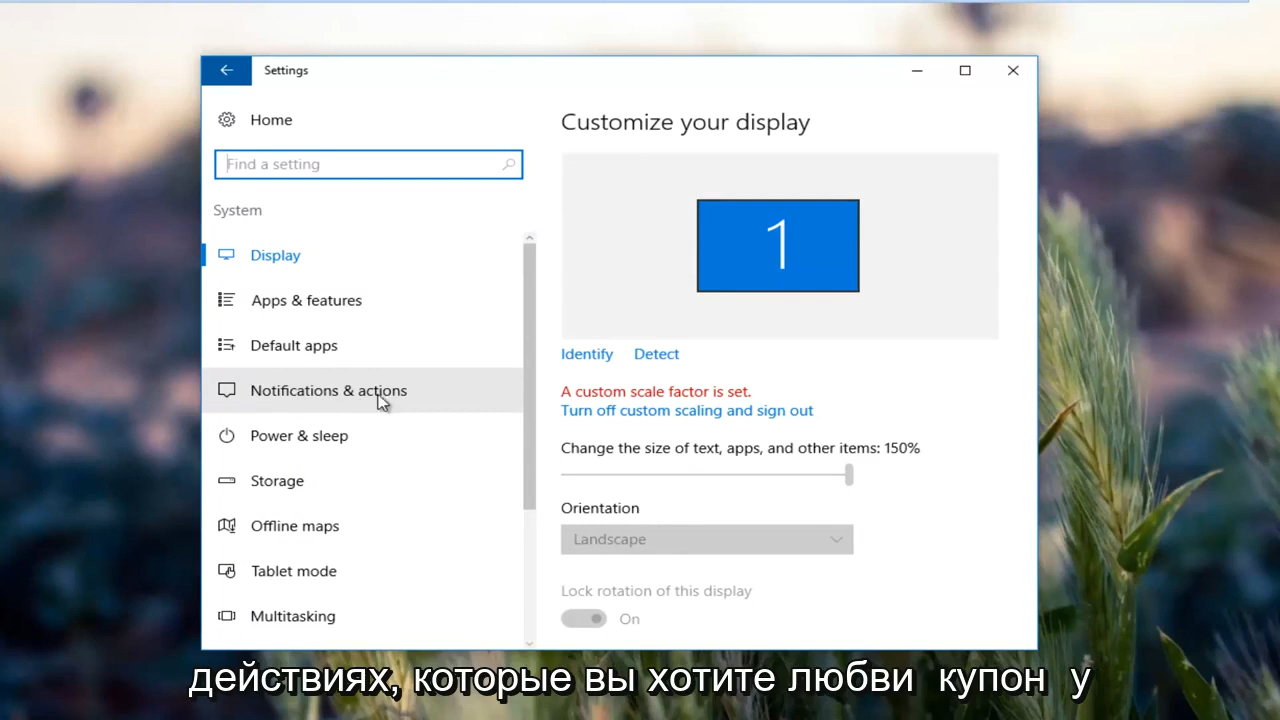 Settings
Home
Find a setting
System
Display
Apps & features
Default apps
Notifications & actions
Power & sleep
Storage
Offline maps
Tablet mode
Multitasking
Customize your display
1
Identify Detect
A custom scale factor is set.
Turn off custom scaling and sign out
Change the size of text, apps, and other items: 150%
Orientation
Landscape
Lock rotation of this display
On
действиях, которые вы хотите любви купон у